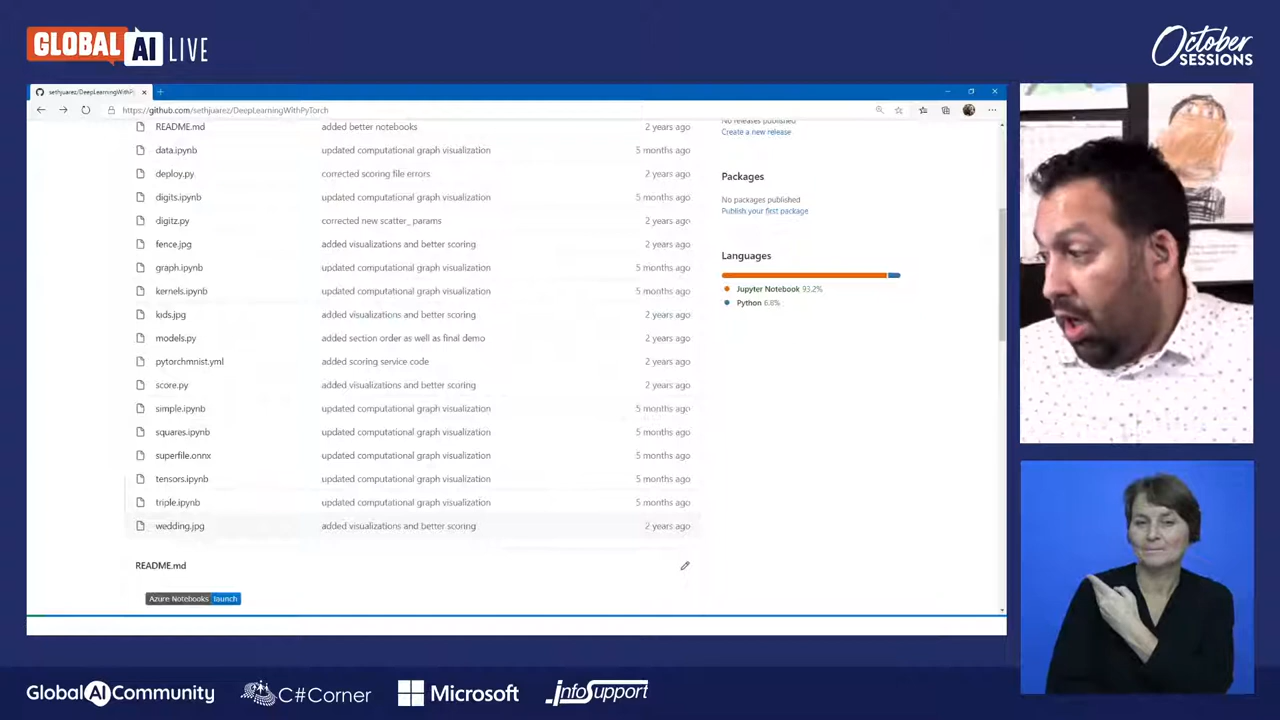 GLOBAL AI LIVE
October
SESSIONS
sethjuarez/DeepLearningWithPy
https://github.com/sethjuarez/DeepLearningWithPyTorch
README.md added better notebooks 2 years ago
data.ipynb updated computational graph visualization 5 months ago
deploy.py corrected scoring file errors 2 years ago
digits.ipynb updated computational graph visualization 5 months ago
digitz.py corrected new scatter_params 2 years ago
fence.jpg added visualizations and better scoring 2 years ago
graph.ipynb updated computational graph visualization 5 months ago
kernels.ipynb updated computational graph visualization 5 months ago
kids.jpg added visualizations and better scoring 2 years ago
models.py added section order as well as final demo 2 years ago
pytorchmnist.yml added scoring service code 2 years ago
score.py added visualizations and better scoring 2 years ago
simple.ipynb updated computational graph visualization 5 months ago
squares.ipynb updated computational graph visualization 5 months ago
superfile.onnx updated computational graph visualization 5 months ago
tensors.ipynb updated computational graph visualization 5 months ago
triple.ipynb updated computational graph visualization 5 months ago
wedding.jpg added visualizations and better scoring 2 years ago
README.md
Azure Notebooks launch
No releases published
Create a new release
Packages
No packages published
Publish your first package
Languages
Jupyter Notebook 93.2%
Python 6.8%
Global AI Community
C#Corner
Microsoft
infoSupport